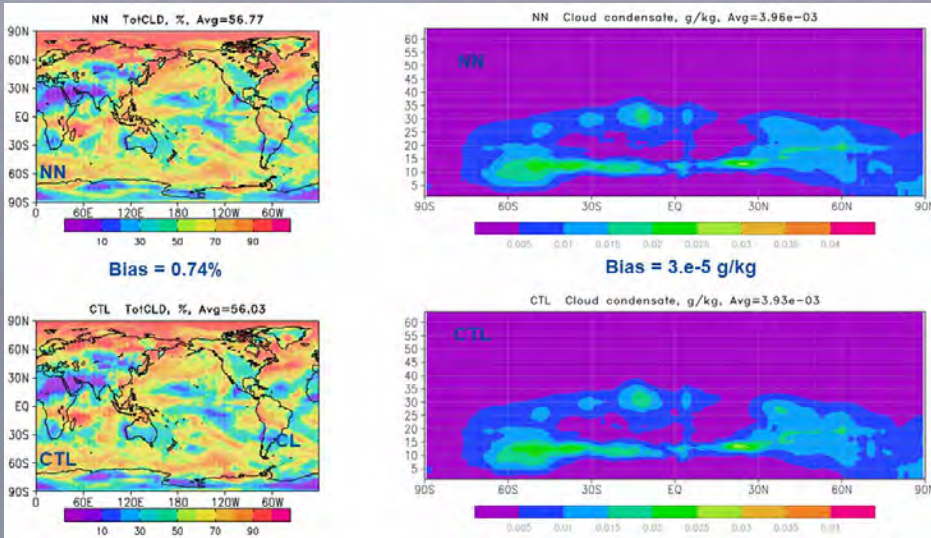 NN TotCLD, %, Avg=56.77
90N
60N
30N
EQ
30S
60S
90S
NN
0 60E 120E 180 120W 60W
10 30 50 70 90
Bias = 0.74%
NN Cloud condensate, g/kg, Avg=3.96e-03
60
55
50
45
40
35
30
25
20
15
10
5
NN
90S 60S 30S EQ 30N 60N 90N
0.005 0.01 0.015 0.02 0.025 0.03 0.035 0.04
Bias = 3.e-5 g/kg
CTL TotCLD, %, Avg=56.03
90N
60N
30N
EQ
30S
60S
90S
CL
CTL
0 60E 120E 180 120W 60W
10 30 50 70 90
CTL Cloud condensate, g/kg, Avg=3.93e-03
60
55
50
45
40
35
30
25
20
15
10
5
CTL
90S 60S 30S EQ 30N 60N 90N
0.005 0.01 0.015 0.02 0.025 0.03 0.035 0.04